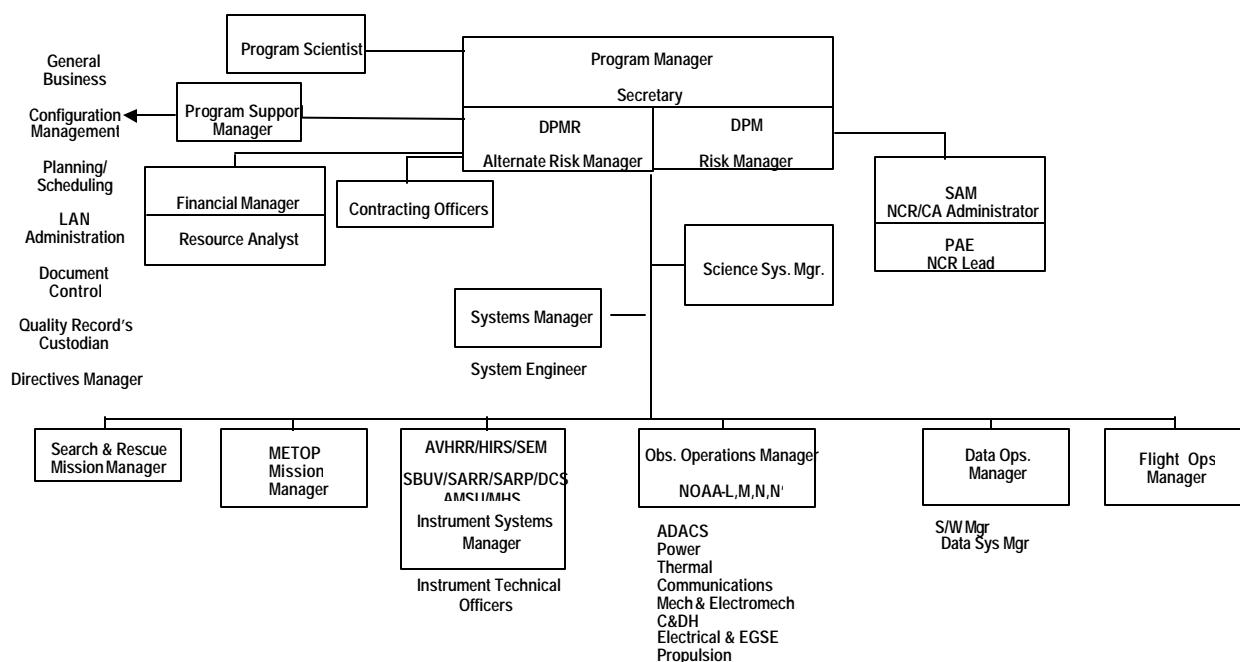 Program Scientist
General
Business
Configuration
Management
Planning/
Scheduling
LAN
Administration
Document
Control
Quality Record's
Custodian
Directives Manager
Program Suppor
Manager
Program Manager
Secretary
DPMR
Alternate Risk Manager
DPM
Risk Manager
Financial Manager
Resource Analyst
Contracting Officers
SAM
NCR/CA Administrator
PAE
NCR Lead
Science Sys. Mgr.
Systems Manager
System Engineer
Search & Rescue
Mission Manager
METOP
Mission
Manager
AVHRR/HIRS/SEM
SBUV/SARR/SARP/DCS
AMSU/MHS
Instrument Systems
Manager
Instrument Technical
Officers
Obs. Operations Manager
NOAA-L,M,N,N'
ADACS
Power
Thermal
Communications
Mech & Electromech
C&DH
Electrical & EGSE
Propulsion
Data Ops.
Manager
S/W Mgr
Data Sys Mgr
Flight Ops
Manager